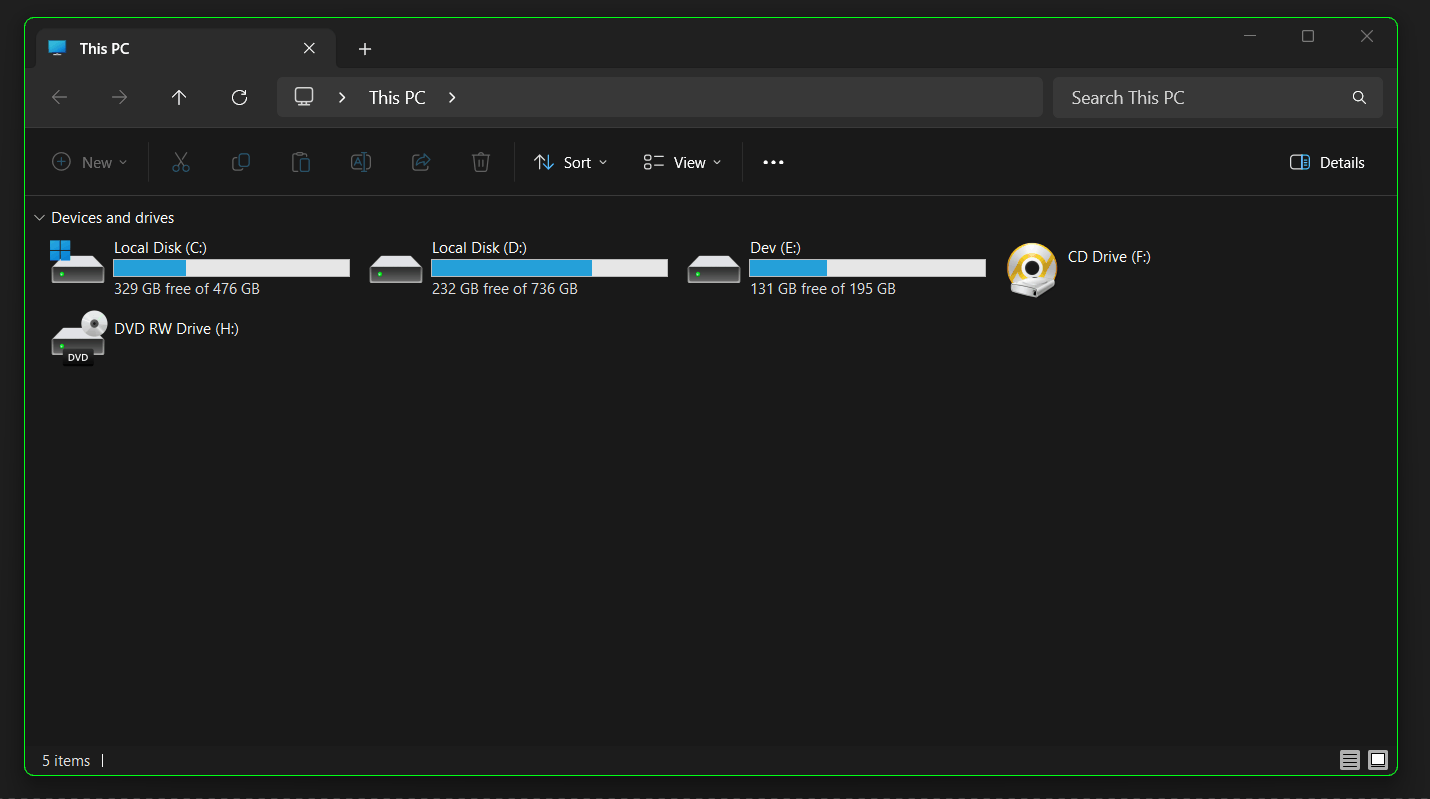 This PC
This PC
Search This PC
New
Sort
View
Details
Devices and drives
Local Disk (C:)
329 GB free of 476 GB
Local Disk (D:)
232 GB free of 736 GB
Dev (E:)
131 GB free of 195 GB
CD Drive (F:)
DVD RW Drive (H:)
DVD
5 items